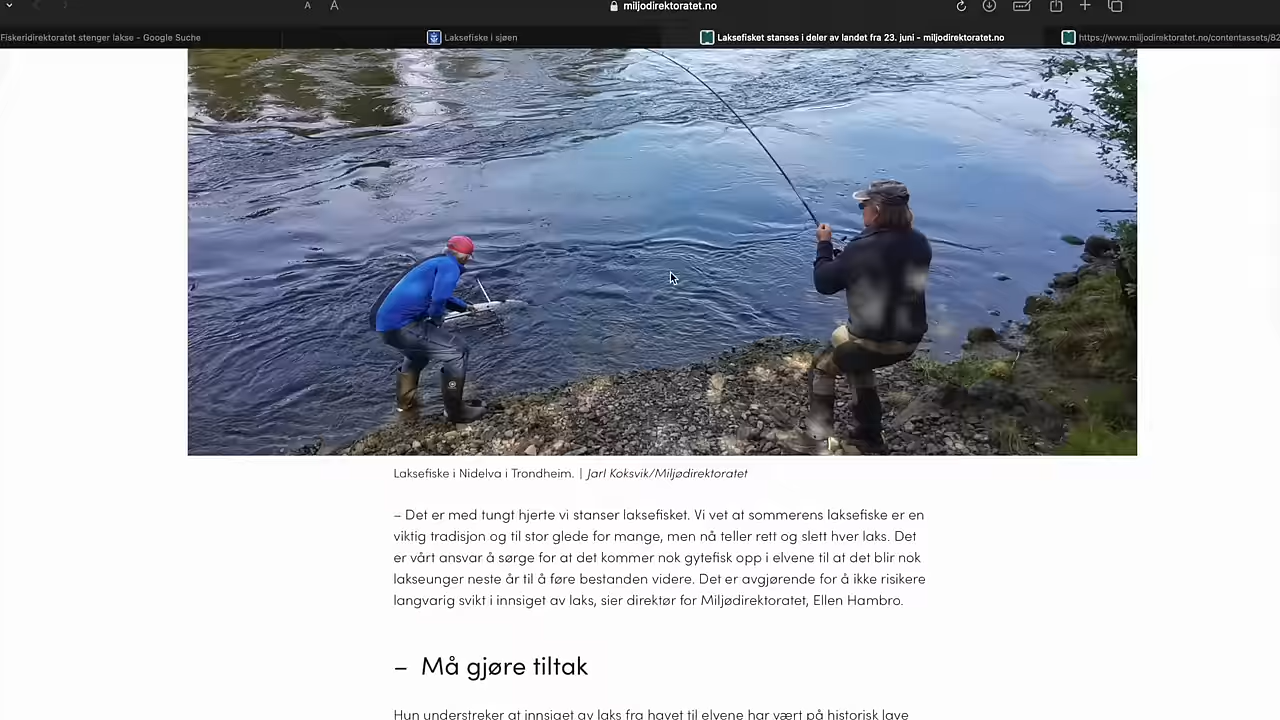 A A
miljodirektoratet.no
Fiskeridirektoratet stenger lakse - Google Suche
Laksefiske i sjøen
Laksefisket stanses i deler av landet fra 23. juni - miljodirektoratet.no
https://www.miljodirektoratet.no/contentassets/82
Laksefiske i Nidelva i Trondheim. | Jarl Koksvik/Miljødirektoratet
– Det er med tungt hjerte vi stanser laksefisket. Vi vet at sommerens laksefiske er en
viktig tradisjon og til stor glede for mange, men nå teller rett og slett hver laks. Det
er vårt ansvar å sørge for at det kommer nok gytefisk opp i elvene til at det blir nok
lakseunger neste år til å føre bestanden videre. Det er avgjørende for å ikke risikere
langvarig svikt i innsiget av laks, sier direktør for Miljødirektoratet, Ellen Hambro.
– Må gjøre tiltak
Hun understreker at innsiget av laks fra havet til elvene har vært på historisk lave